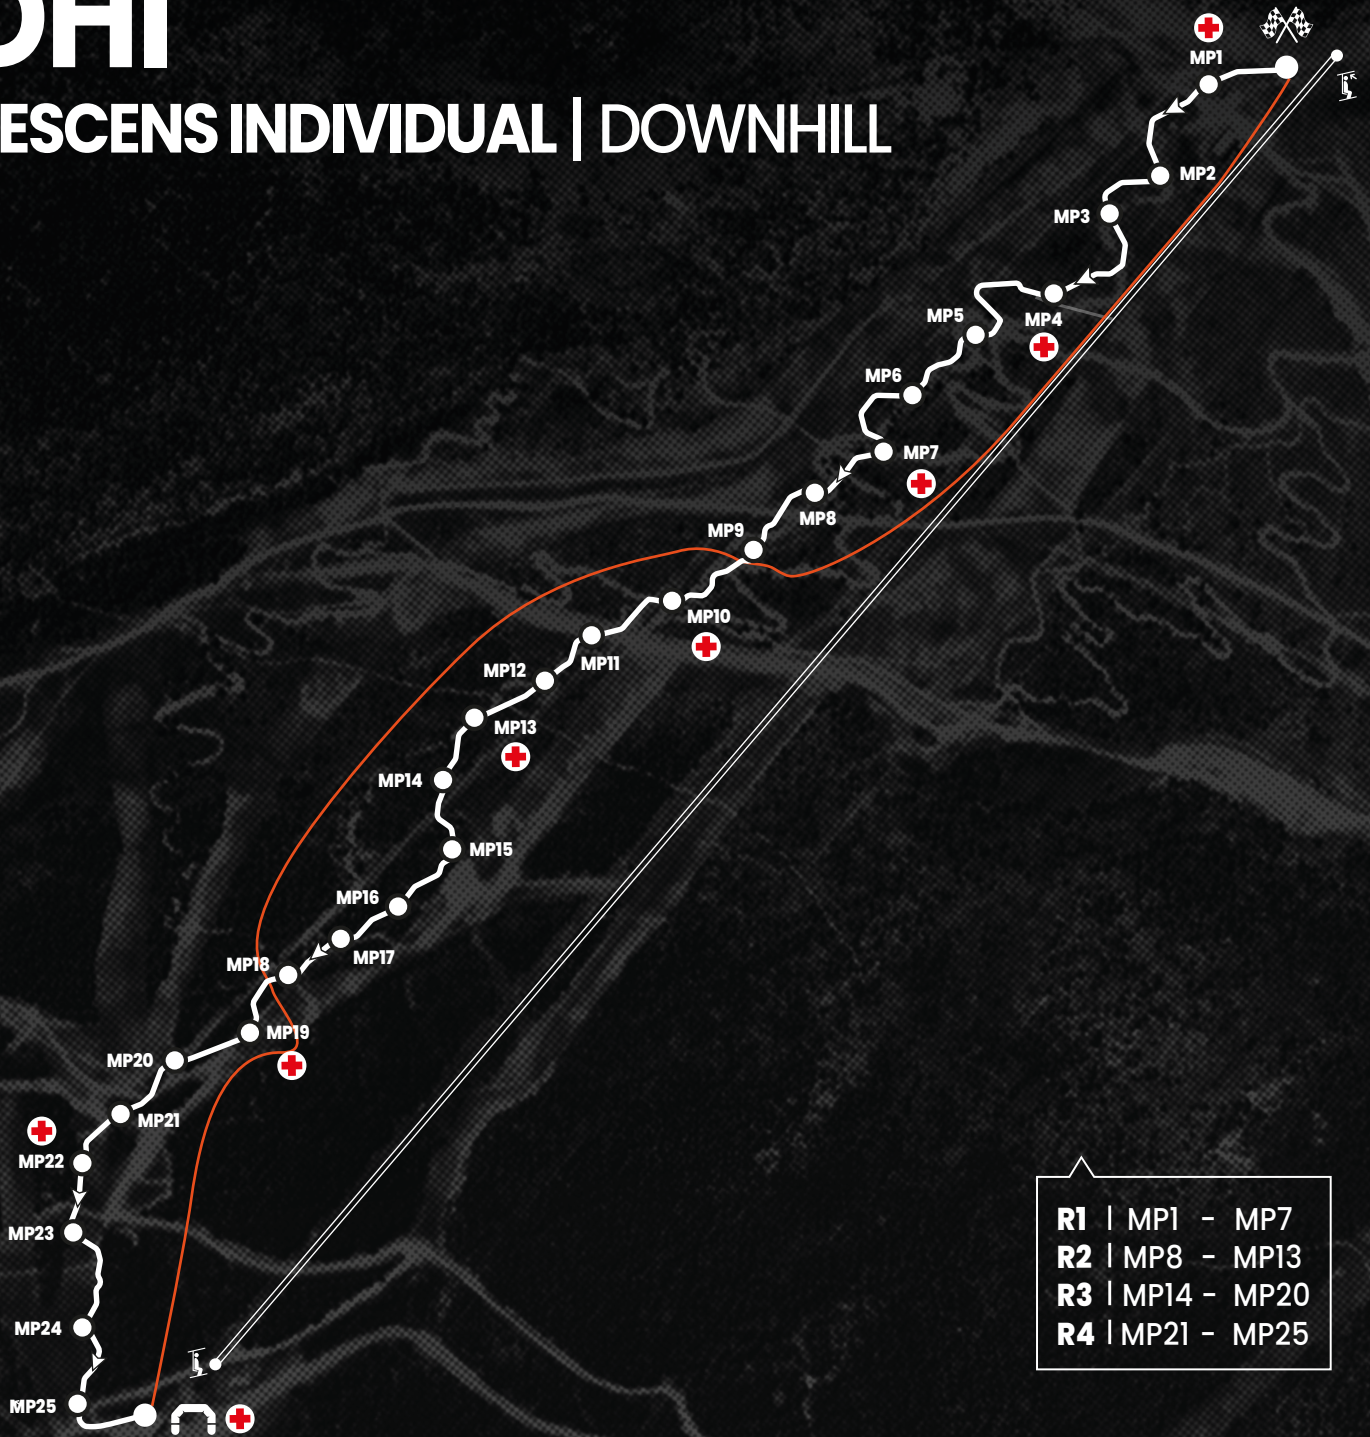 DHI
ESCENS INDIVIDUAL | DOWNHILL
MP1
MP2
MP3
MP4
MP5
MP6
MP7
MP8
MP9
MP10
MP11
MP12
MP13
MP14
MP15
MP16
MP17
MP18
MP19
MP20
MP21
MP22
MP23
MP24
MP25
R1 | MP1 - MP7
R2 | MP8 - MP13
R3 | MP14 - MP20
R4 | MP21 - MP25